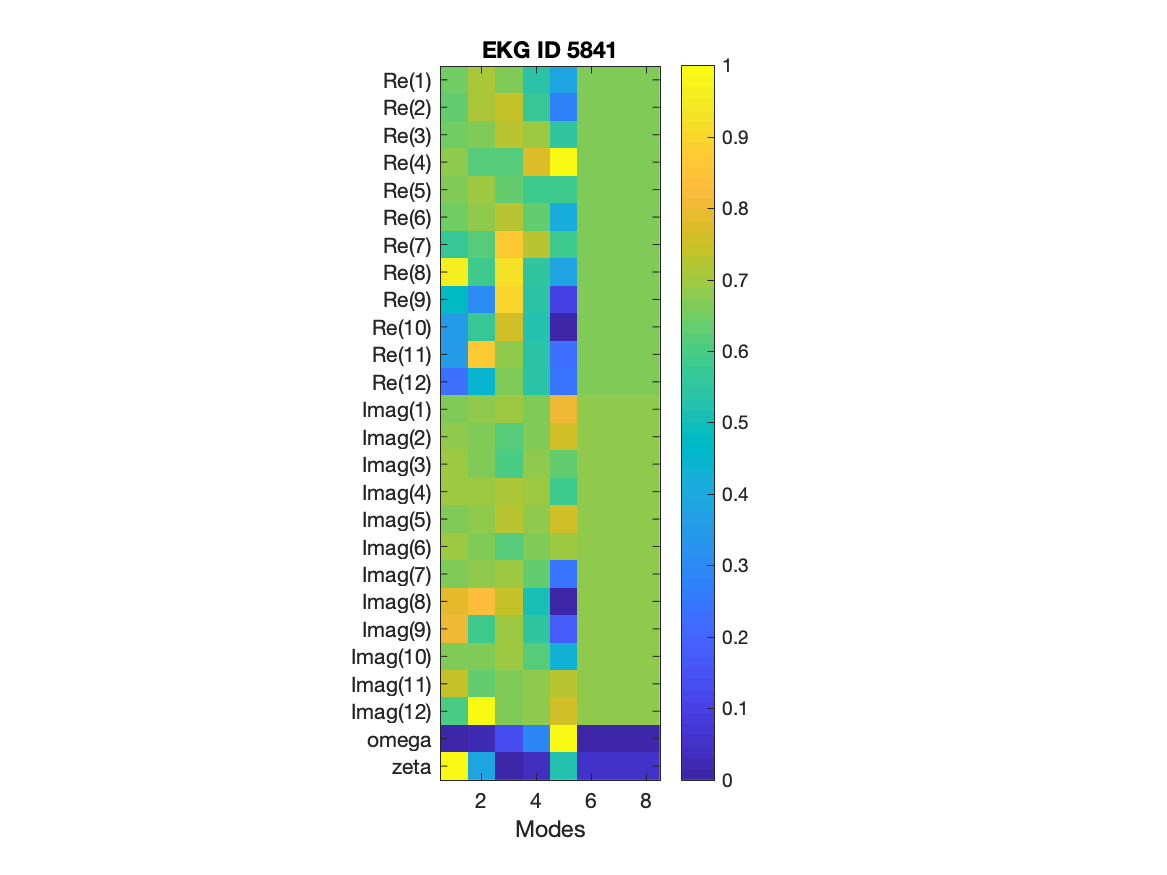 EKG ID 5841
Re(1)
Re(2)
Re(3)
Re(4)
Re(5)
Re(6)
Re(7)
Re(8)
Re(9)
Re(10)
Re(11)
Re(12)
Imag(1)
Imag(2)
Imag(3)
Imag(4)
Imag(5)
Imag(6)
Imag(7)
Imag(8)
Imag(9)
Imag(10)
Imag(11)
Imag(12)
omega
zeta
2 4 6 8
Modes
1
0.9
0.8
0.7
0.6
0.5
0.4
0.3
0.2
0.1
0